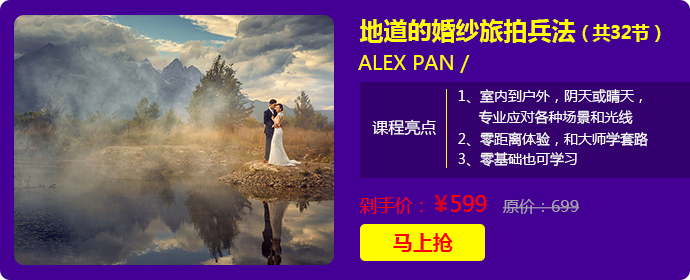 地道的婚纱旅拍兵法（共32节）
ALEX PAN /
课程亮点
1、室内到户外，阴天或晴天，
专业应对各种场景和光线
2、零距离体验，和大师学套路
3、零基础也可学习
剁手价：￥599 原价：699
马上抢